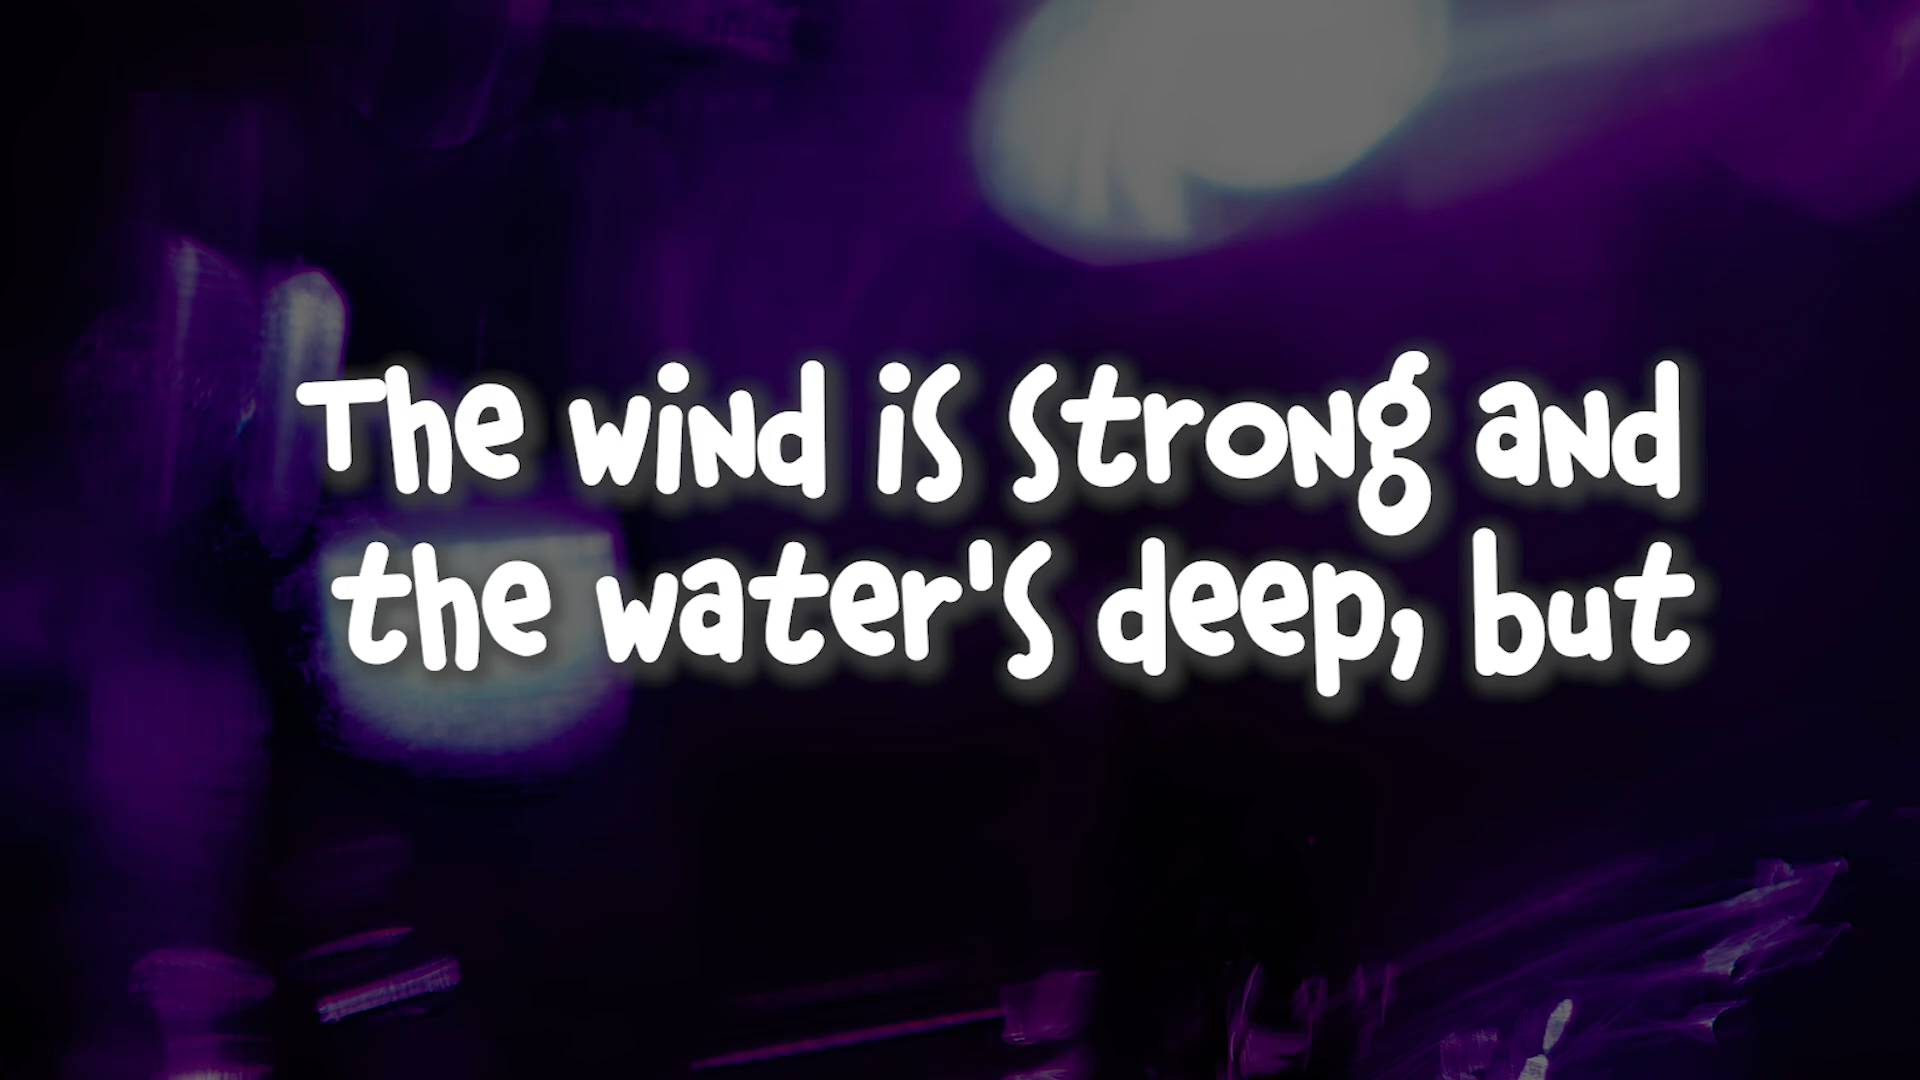 The wind is strong and
the water's deep, but